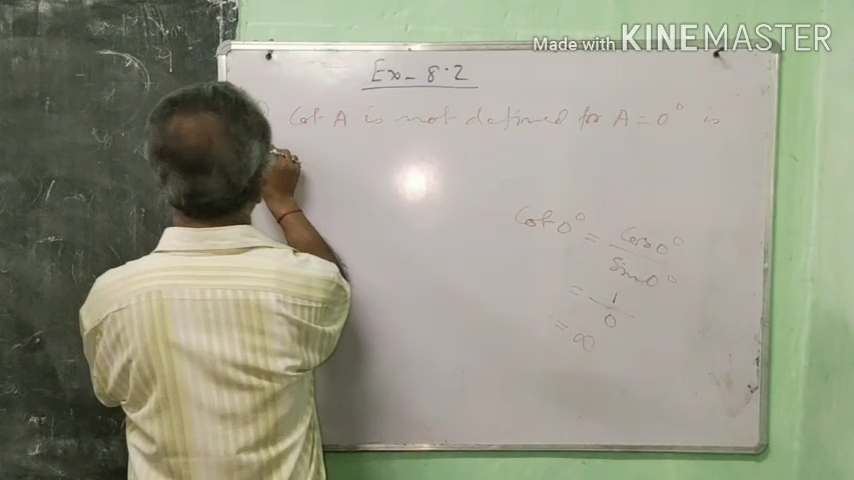 Made with KINEMASTER
Ex - 8.2
Cot A is not defined for A = 0° is
Cot 0° = Cos 0° / Sin 0°
= 1 / 0
= ∞